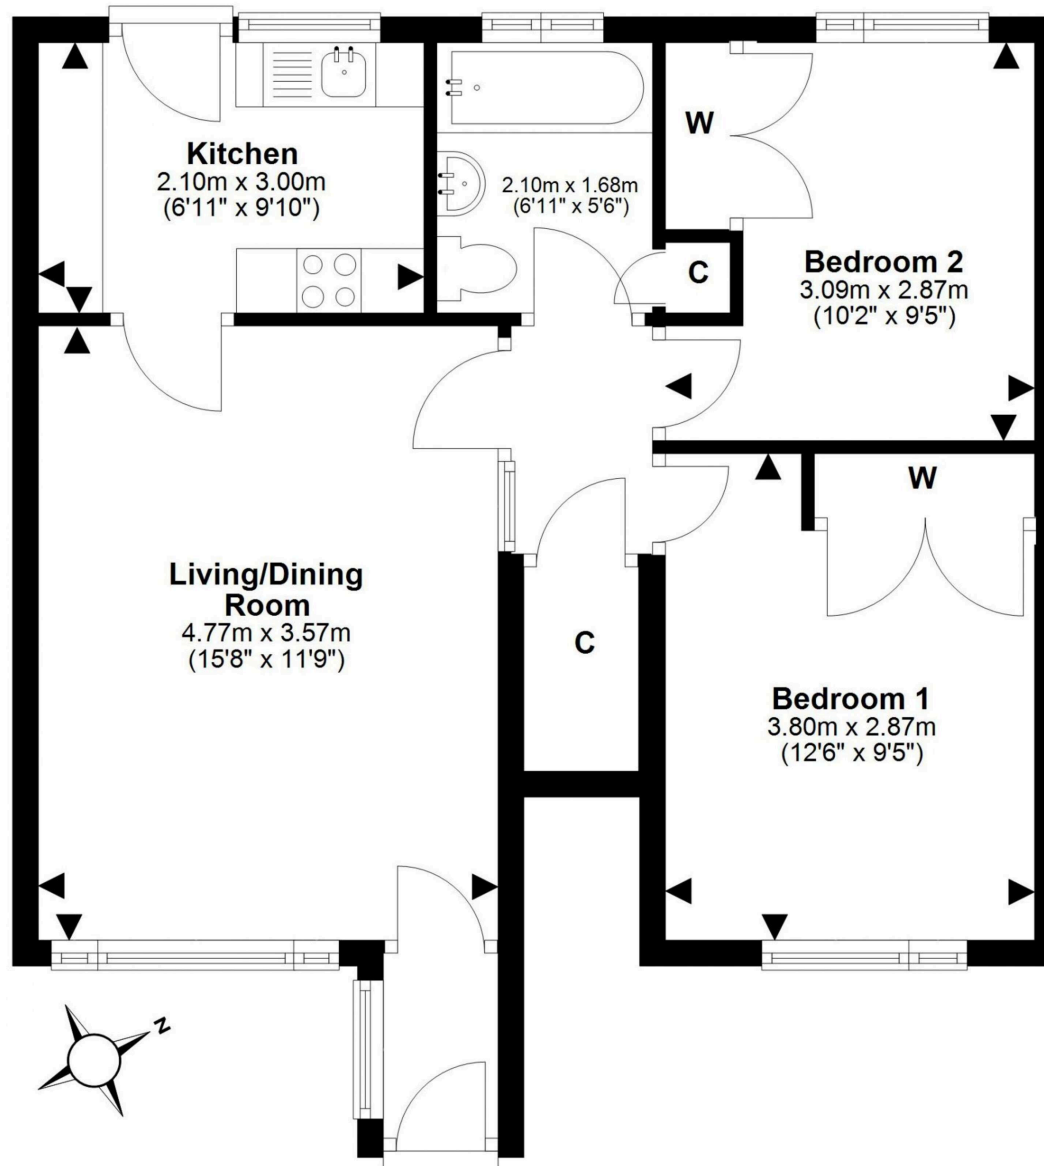 Kitchen
2.10m x 3.00m
(6'11" x 9'10")
2.10m x 1.68m
(6'11" x 5'6")
W
C
Bedroom 2
3.09m x 2.87m
(10'2" x 9'5")
W
Living/Dining
Room
4.77m x 3.57m
(15'8" x 11'9")
C
Bedroom 1
3.80m x 2.87m
(12'6" x 9'5")
N